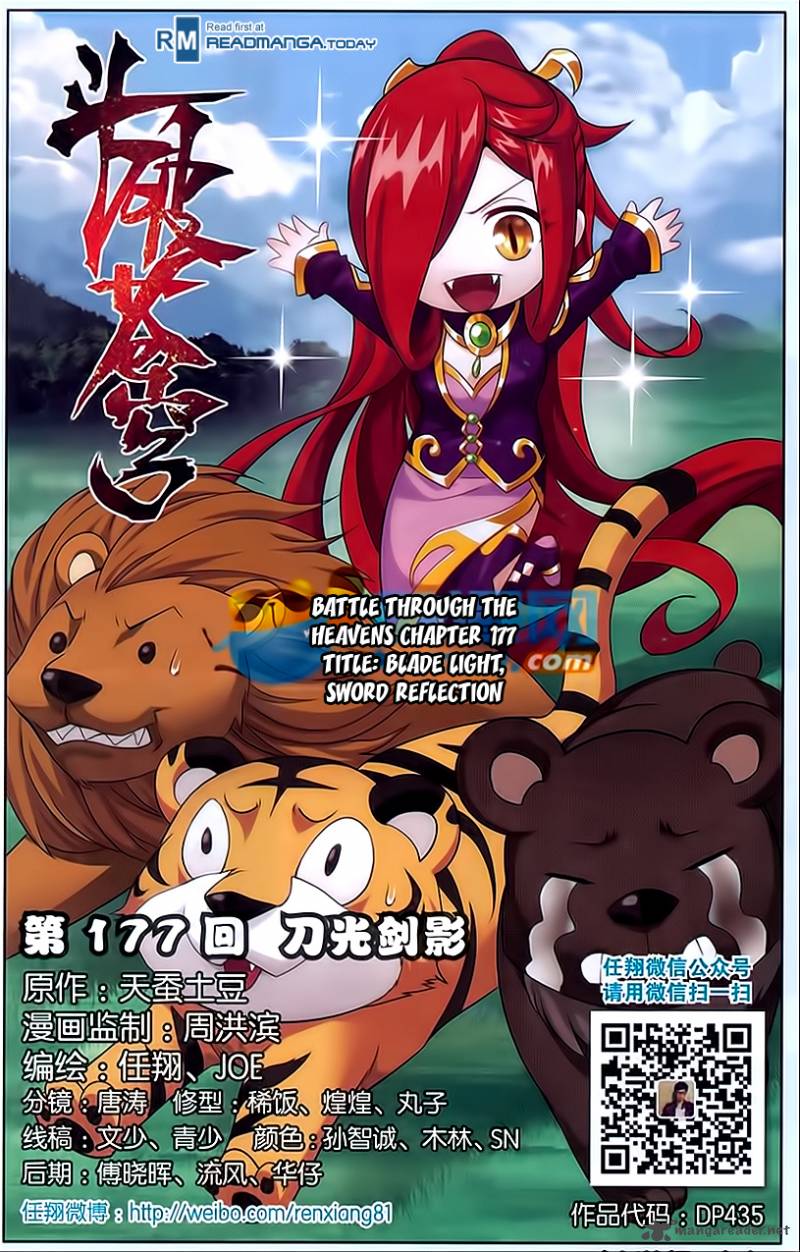 Read first at
RM READMANGA.TODAY
斗破苍穹
BATTLE THROUGH THE
HEAVENS CHAPTER 177
TITLE: BLADE LIGHT,
SWORD REFLECTION
.com
第 177 回 刀光剑影
原作：天蚕土豆
漫画监制：周洪滨
编绘：任翔、JOE
分镜：唐涛 修型：稀饭、煌煌、丸子
线稿：文少、青少 颜色：孙智诚、木林、SN
后期：傅晓晖、流风、华仔
任翔微博：http://weibo.com/renxiang81
任翔微信公众号
请用微信扫一扫
作品代码：DP435
mangareader.net